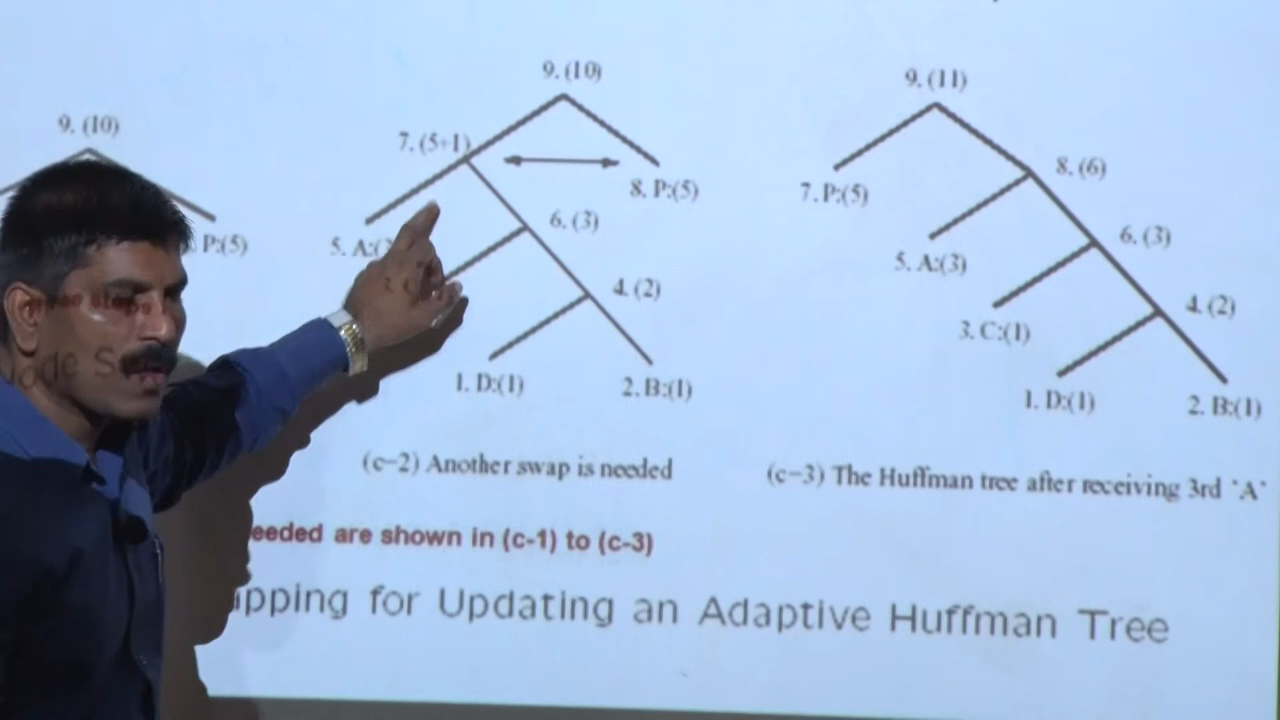 9. (10)
P:(5)
9. (10)
7. (5+1)
8. P:(5)
5. A:(
6. (3)
4. (2)
1. D:(1)
2. B:(1)
(c-2) Another swap is needed
9. (11)
7. P:(5)
8. (6)
5. A:(3)
6. (3)
3. C:(1)
4. (2)
1. D:(1)
2. B:(1)
(c-3) The Huffman tree after receiving 3rd `A'
eeded are shown in (c-1) to (c-3)
pping for Updating an Adaptive Huffman Tree